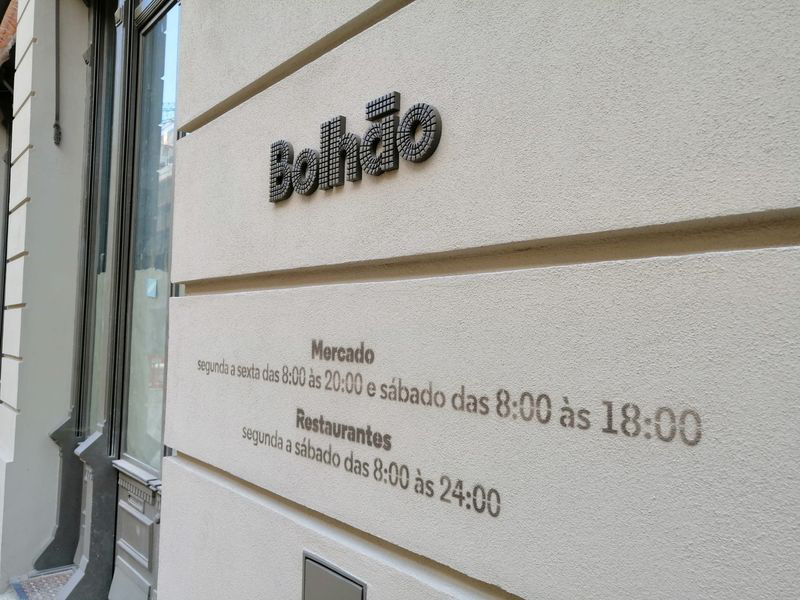 Bolhão
Mercado
segunda a sexta das 8:00 às 20:00 e sábado das 8:00 às 18:00
Restaurantes
segunda a sábado das 8:00 às 24:00